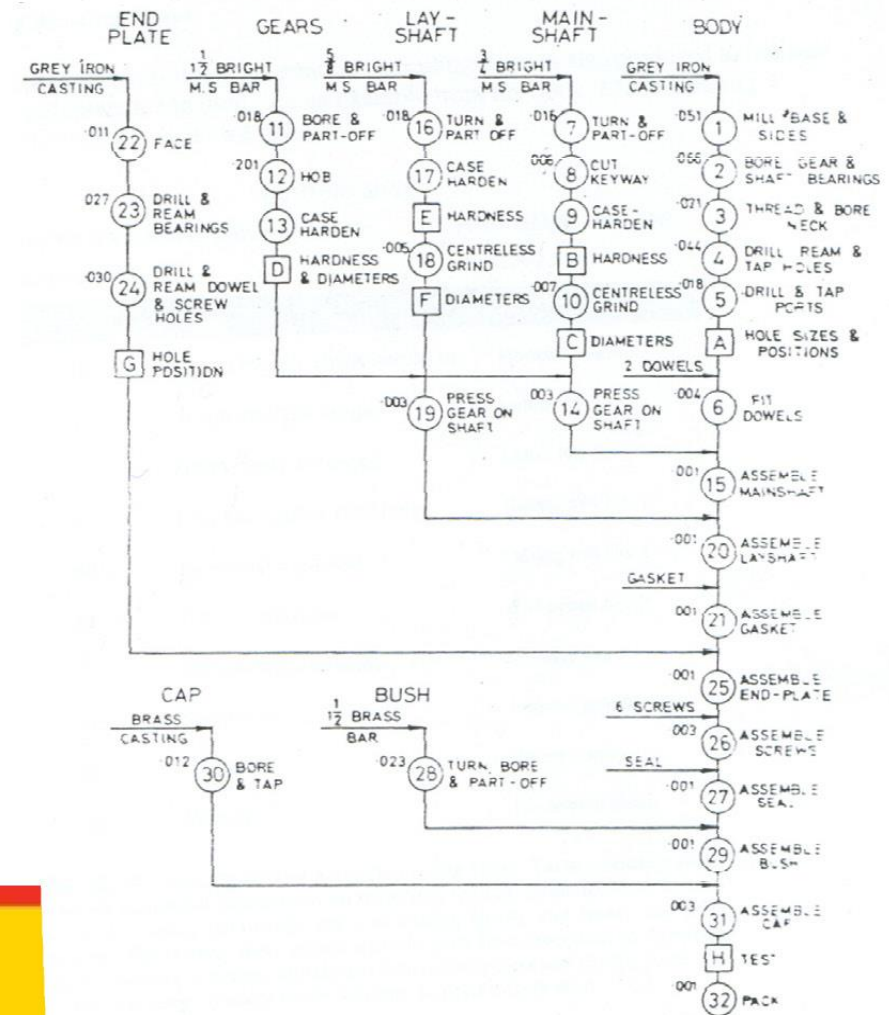 END
PLATE
GEARS
LAY-
SHAFT
MAIN-
SHAFT
BODY
GREY IRON
CASTING
1 1/2 BRIGHT
M.S BAR
5/8 BRIGHT
M.S. BAR
3/4 BRIGHT
M.S BAR
GREY IRON
CASTING
.011
22
FACE
027
23
DRILL &
REAM
BEARINGS
.030
24
DRILL &
REAM DOWEL
& SCREW
HOLES
G
HOLE
POSITION
.018
11
BORE &
PART-OFF
.201
12
HOB
13
CASE
HARDEN
D
HARDNESS
& DIAMETERS
.018
16
TURN &
PART OFF
17
CASE
HARDEN
E
HARDNESS
.005
18
CENTRELESS
GRIND
F
DIAMETERS
.003
19
PRESS
GEAR ON
SHAFT
.016
7
TURN &
PART-OFF
8
CUT
KEYWAY
9
CASE-
HARDEN
B
HARDNESS
.007
10
CENTRELESS
GRIND
C
DIAMETERS
003
14
PRESS
GEAR ON
SHAFT
.051
1
MILL BASE &
SIDES
2
BORE GEAR &
SHAFT BEARINGS
.021
3
THREAD & BORE
NECK
.044
4
DRILL REAM &
TAP HOLES
.018
5
DRILL & TAP
PORTS
A
HOLE SIZES &
POSITIONS
2 DOWELS
.004
6
FIT
DOWELS
.001
15
ASSEMBLE
MAINSHAFT
.001
20
ASSEMBLE
LAYSHAFT
GASKET
001
21
ASSEMBLE
GASKET
.001
25
ASSEMBLE
END-PLATE
6 SCREWS
003
26
ASSEMBLE
SCREWS
SEAL
.001
27
ASSEMBLE
SEAL
.001
29
ASSEMBLE
BUSH
003
31
ASSEMBLE
CAP
H
TEST
.001
32
PACK
CAP
BRASS
CASTING
.012
30
BORE
& TAP
BUSH
1 1/2 BRASS
BAR
.023
28
TURN, BORE
& PART-OFF